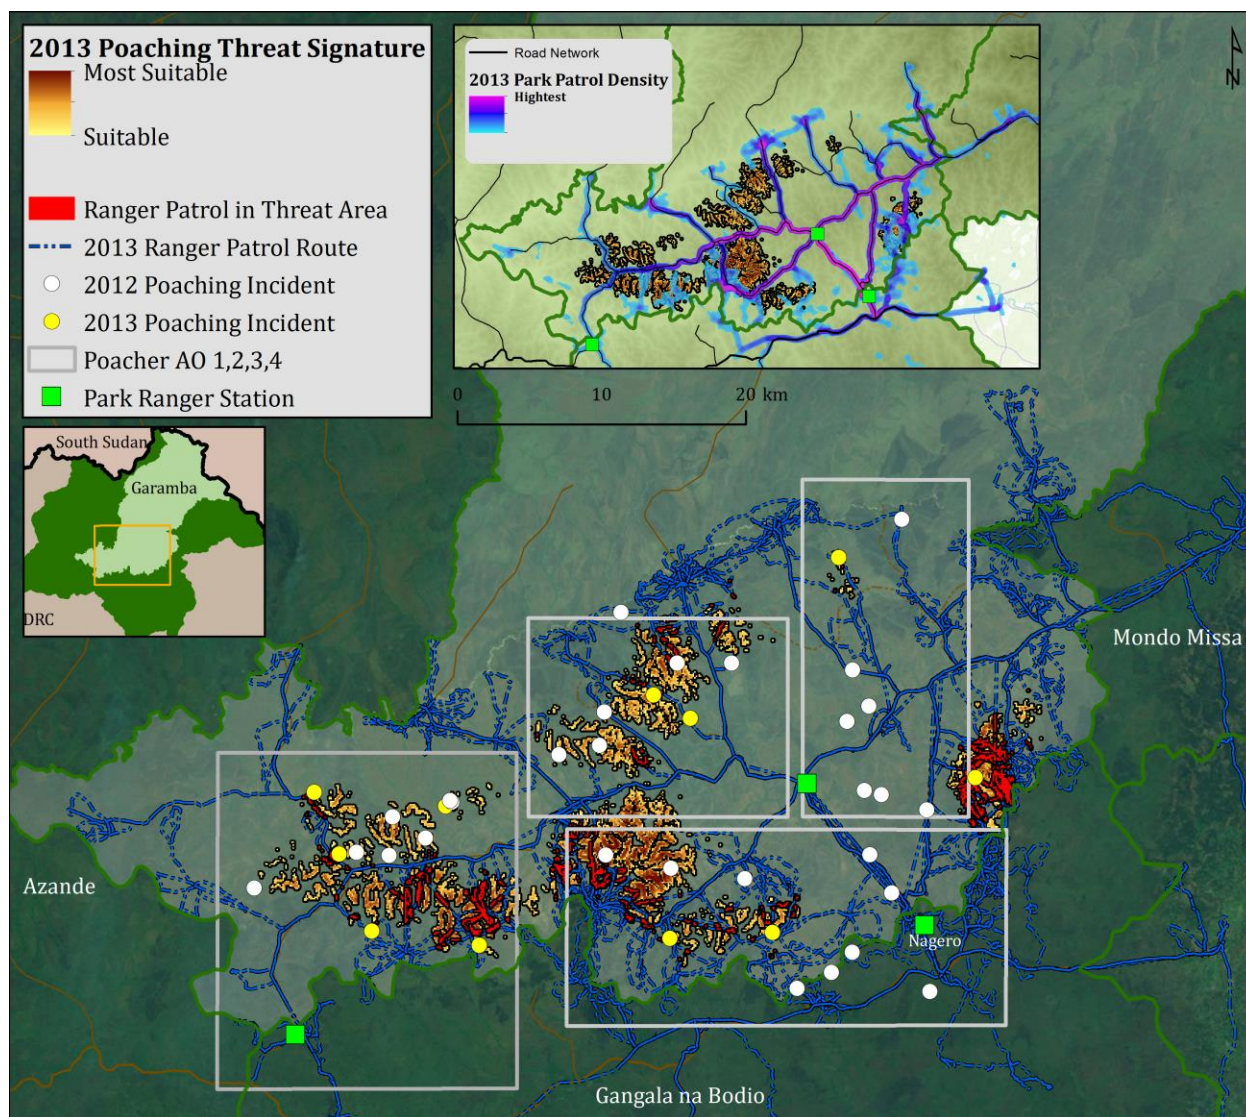 2013 Poaching Threat Signature
Most Suitable
Suitable
Ranger Patrol in Threat Area
2013 Ranger Patrol Route
2012 Poaching Incident
2013 Poaching Incident
Poacher AO 1,2,3,4
Park Ranger Station
Road Network
2013 Park Patrol Density
Hightest
N
0 10 20 km
South Sudan
Garamba
DRC
Mondo Missa
Azande
Nagero
Gangala na Bodio